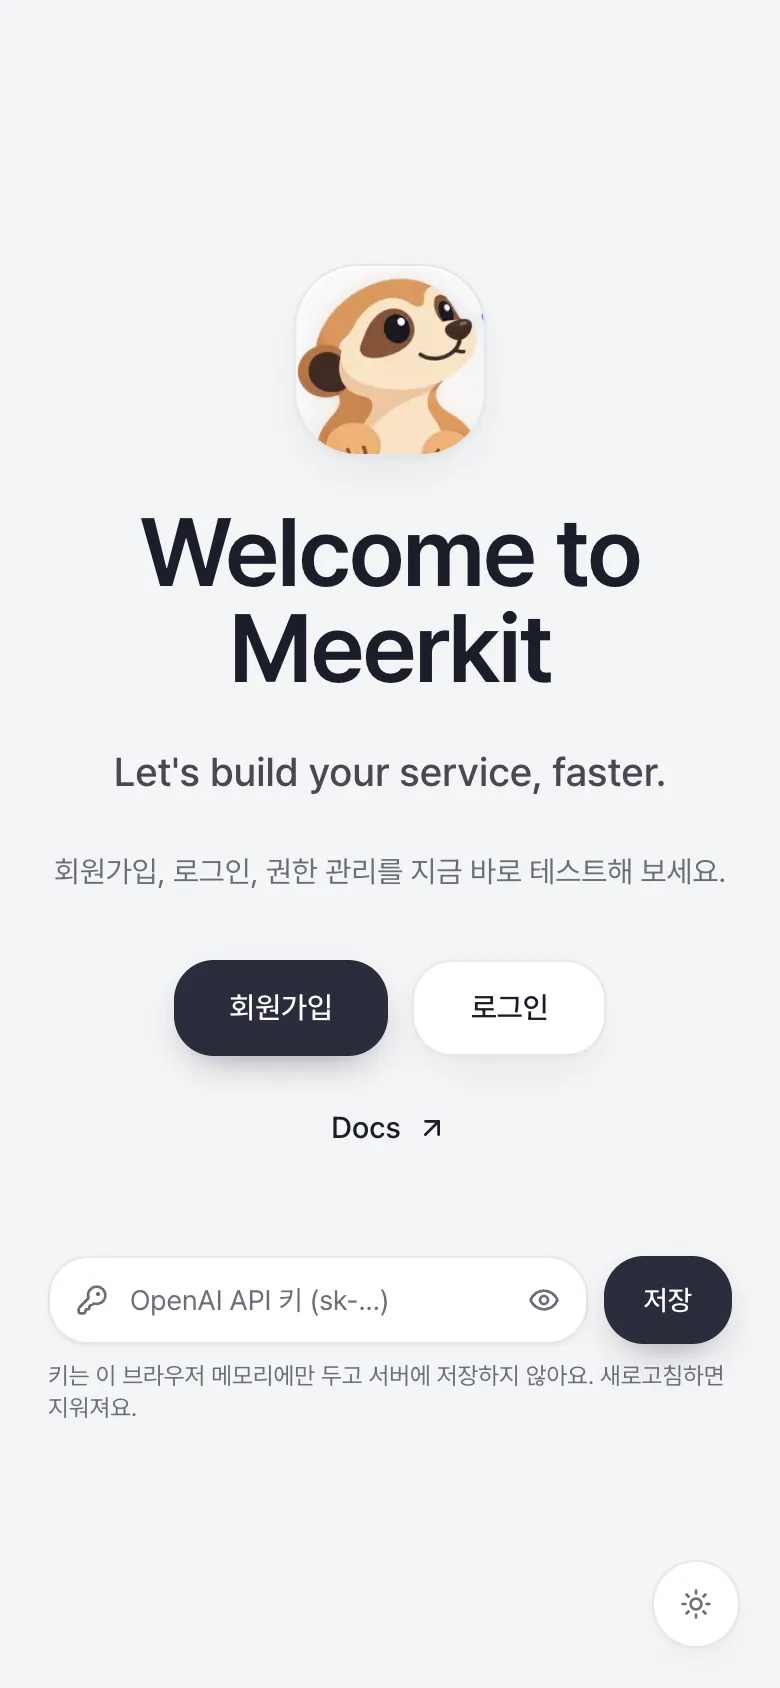 Welcome to
Meerkit
Let's build your service, faster.
회원가입, 로그인, 권한 관리를 지금 바로 테스트해 보세요.
회원가입
로그인
Docs
OpenAI API 키 (sk-...)
저장
키는 이 브라우저 메모리에만 두고 서버에 저장하지 않아요. 새로고침하면
지워져요.